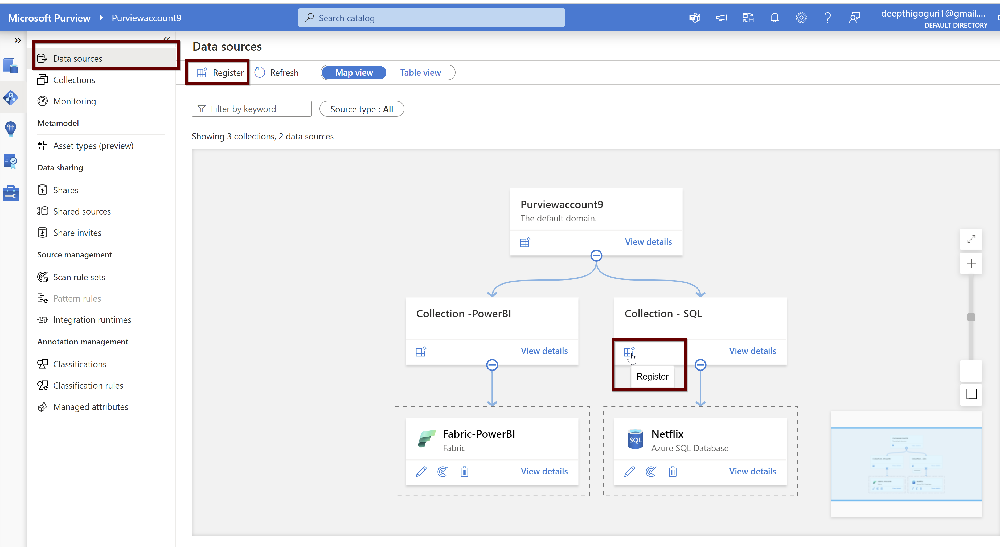 Microsoft Purview
Purviewaccount9
Search catalog
deepthigoguri1@gmail....
DEFAULT DIRECTORY
Data sources
Collections
Monitoring
Metamodel
Asset types (preview)
Data sharing
Shares
Shared sources
Share invites
Source management
Scan rule sets
Pattern rules
Integration runtimes
Annotation management
Classifications
Classification rules
Managed attributes
Data sources
Register
Refresh
Map view
Table view
Filter by keyword
Source type : All
Showing 3 collections, 2 data sources
Purviewaccount9
The default domain.
View details
Collection -PowerBI
View details
Collection - SQL
View details
Register
Fabric-PowerBI
Fabric
View details
SQL
Netflix
Azure SQL Database
View details